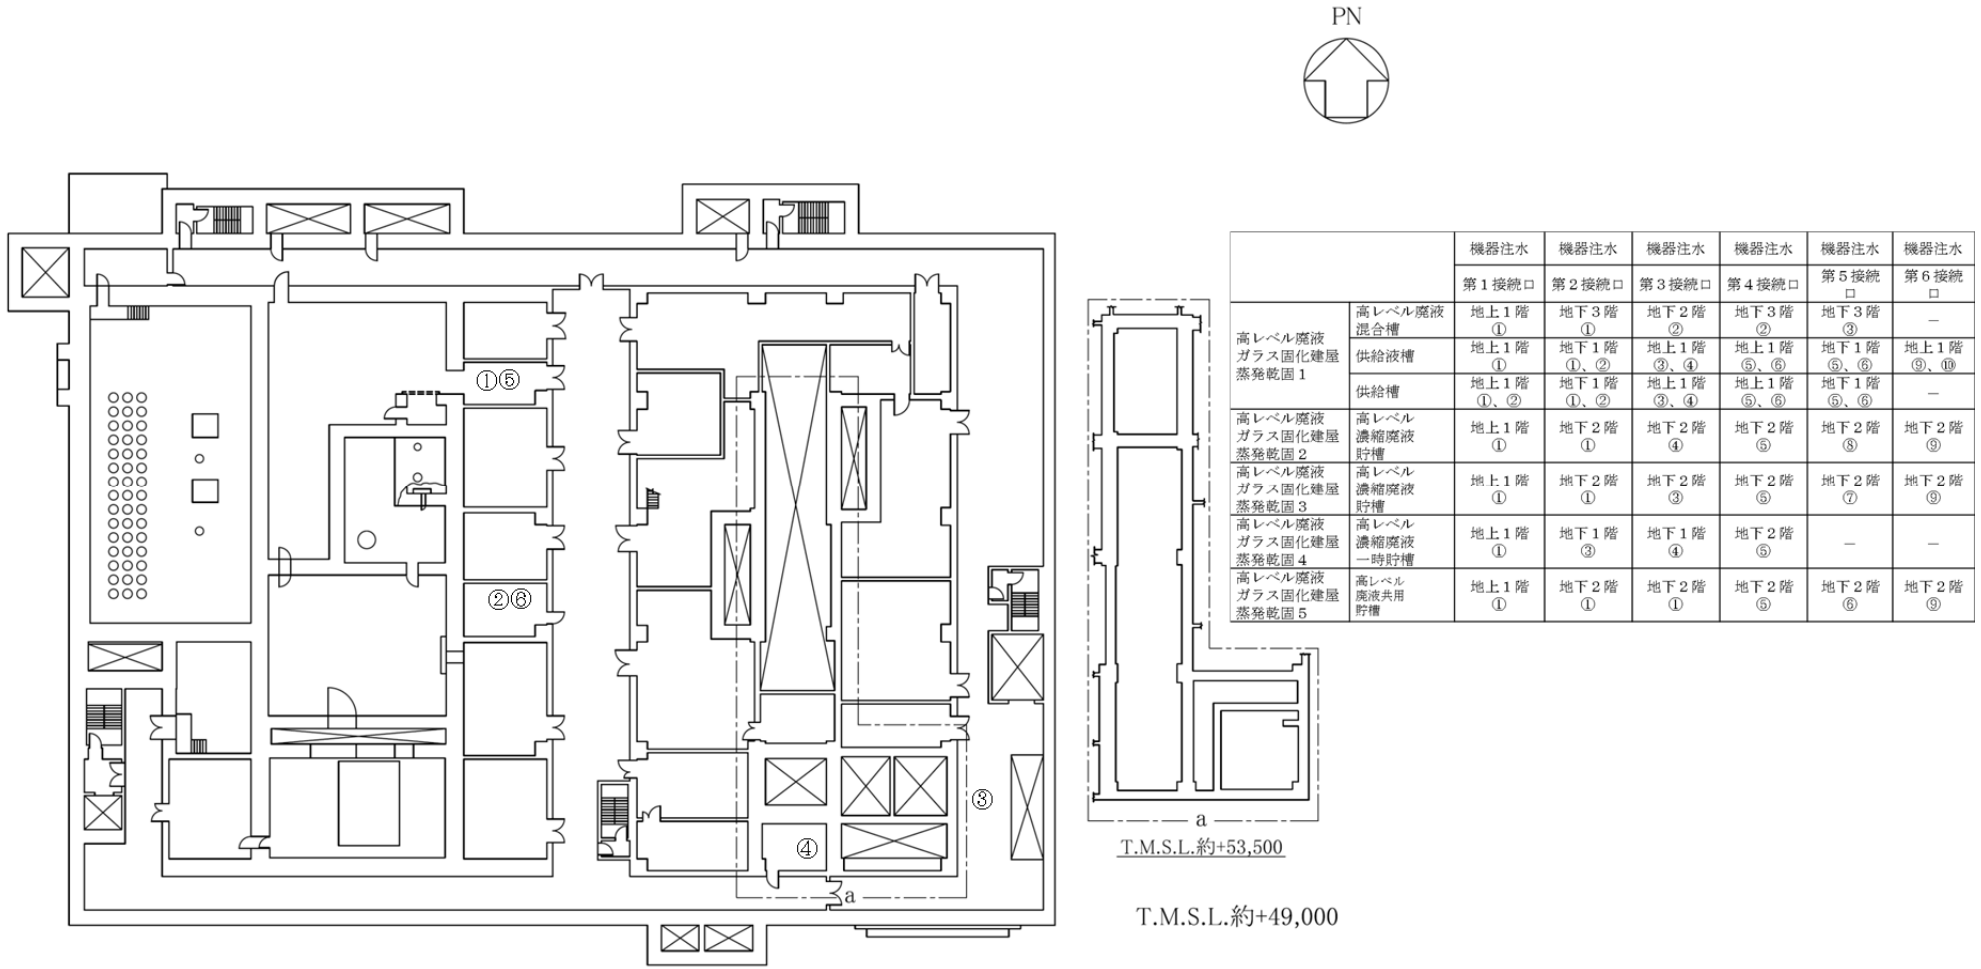 PN
①⑤
②⑥
③
④
a
a
T.M.S.L.約+53,500
T.M.S.L.約+49,000
機器注水 機器注水 機器注水 機器注水 機器注水 機器注水
第1接続口 第2接続口 第3接続口 第4接続口 第5接続口 第6接続口
高レベル廃液
ガラス固化建屋
蒸発乾固1
高レベル廃液
混合槽
地上1階 地下3階 地下2階 地下3階 地下3階 －
① ① ② ② ③
供給液槽
地上1階 地下1階 地上1階 地上1階 地下1階 地上1階
① ①、② ③、④ ⑤、⑥ ⑤、⑥ ⑨、⑩
供給槽
地上1階 地下1階 地上1階 地上1階 地下1階 －
①、② ①、② ③、④ ⑤、⑥ ⑤、⑥
高レベル廃液
ガラス固化建屋
蒸発乾固2
高レベル
濃縮廃液
貯槽
地上1階 地下2階 地下2階 地下2階 地下2階 地下2階
① ① ④ ⑤ ⑧ ⑨
高レベル廃液
ガラス固化建屋
蒸発乾固3
高レベル
濃縮廃液
貯槽
地上1階 地下2階 地下2階 地下2階 地下2階 地下2階
① ① ③ ⑤ ⑦ ⑨
高レベル廃液
ガラス固化建屋
蒸発乾固4
高レベル
濃縮廃液
一時貯槽
地上1階 地下1階 地下1階 地下2階 － －
① ③ ④ ⑤
高レベル廃液
ガラス固化建屋
蒸発乾固5
高レベル
廃液共用
貯槽
地上1階 地下2階 地下2階 地下2階 地下2階 地下2階
① ① ① ⑤ ⑥ ⑨